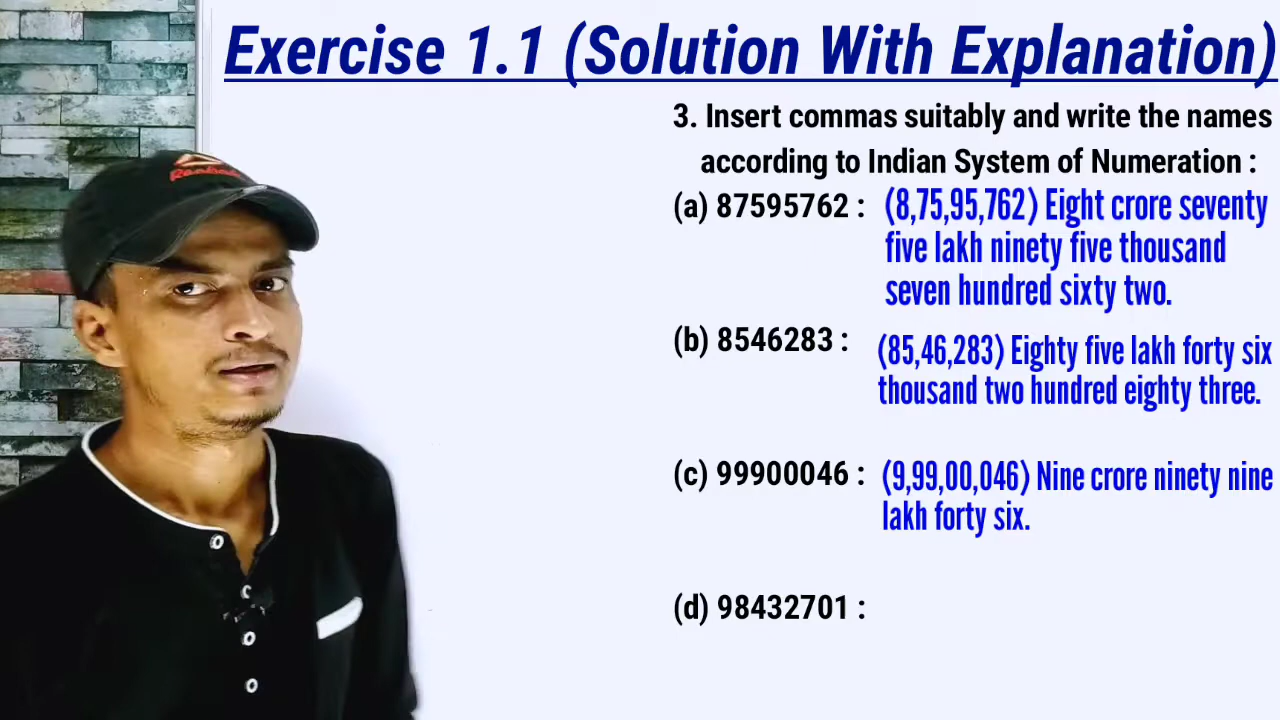 Exercise 1.1 (Solution With Explanation)
3. Insert commas suitably and write the names
according to Indian System of Numeration :
(a) 87595762 : (8,75,95,762) Eight crore seventy
five lakh ninety five thousand
seven hundred sixty two.
(b) 8546283 : (85,46,283) Eighty five lakh forty six
thousand two hundred eighty three.
(c) 99900046 : (9,99,00,046) Nine crore ninety nine
lakh forty six.
(d) 98432701 :